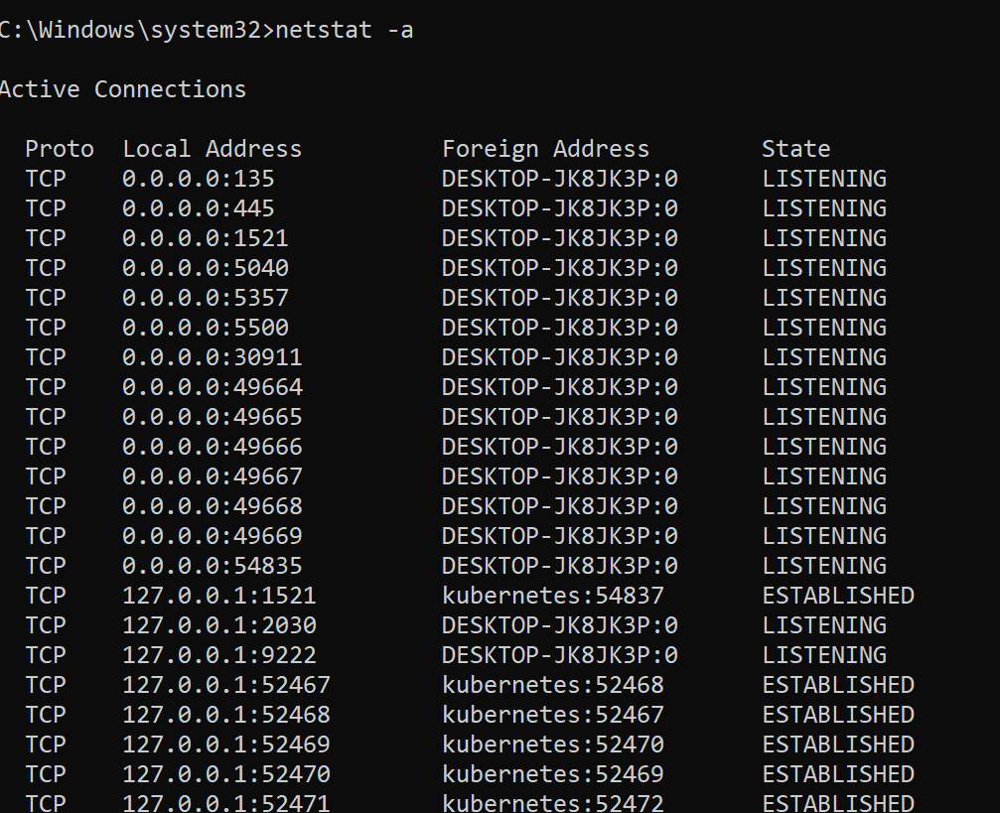 C:\Windows\system32>netstat -a
Active Connections
Proto Local Address Foreign Address State
TCP 0.0.0.0:135 DESKTOP-JK8JK3P:0 LISTENING
TCP 0.0.0.0:445 DESKTOP-JK8JK3P:0 LISTENING
TCP 0.0.0.0:1521 DESKTOP-JK8JK3P:0 LISTENING
TCP 0.0.0.0:5040 DESKTOP-JK8JK3P:0 LISTENING
TCP 0.0.0.0:5357 DESKTOP-JK8JK3P:0 LISTENING
TCP 0.0.0.0:5500 DESKTOP-JK8JK3P:0 LISTENING
TCP 0.0.0.0:30911 DESKTOP-JK8JK3P:0 LISTENING
TCP 0.0.0.0:49664 DESKTOP-JK8JK3P:0 LISTENING
TCP 0.0.0.0:49665 DESKTOP-JK8JK3P:0 LISTENING
TCP 0.0.0.0:49666 DESKTOP-JK8JK3P:0 LISTENING
TCP 0.0.0.0:49667 DESKTOP-JK8JK3P:0 LISTENING
TCP 0.0.0.0:49668 DESKTOP-JK8JK3P:0 LISTENING
TCP 0.0.0.0:49669 DESKTOP-JK8JK3P:0 LISTENING
TCP 0.0.0.0:54835 DESKTOP-JK8JK3P:0 LISTENING
TCP 127.0.0.1:1521 kubernetes:54837 ESTABLISHED
TCP 127.0.0.1:2030 DESKTOP-JK8JK3P:0 LISTENING
TCP 127.0.0.1:9222 DESKTOP-JK8JK3P:0 LISTENING
TCP 127.0.0.1:52467 kubernetes:52468 ESTABLISHED
TCP 127.0.0.1:52468 kubernetes:52467 ESTABLISHED
TCP 127.0.0.1:52469 kubernetes:52470 ESTABLISHED
TCP 127.0.0.1:52470 kubernetes:52469 ESTABLISHED
TCP 127.0.0.1:52471 kubernetes:52472 ESTABLISHED